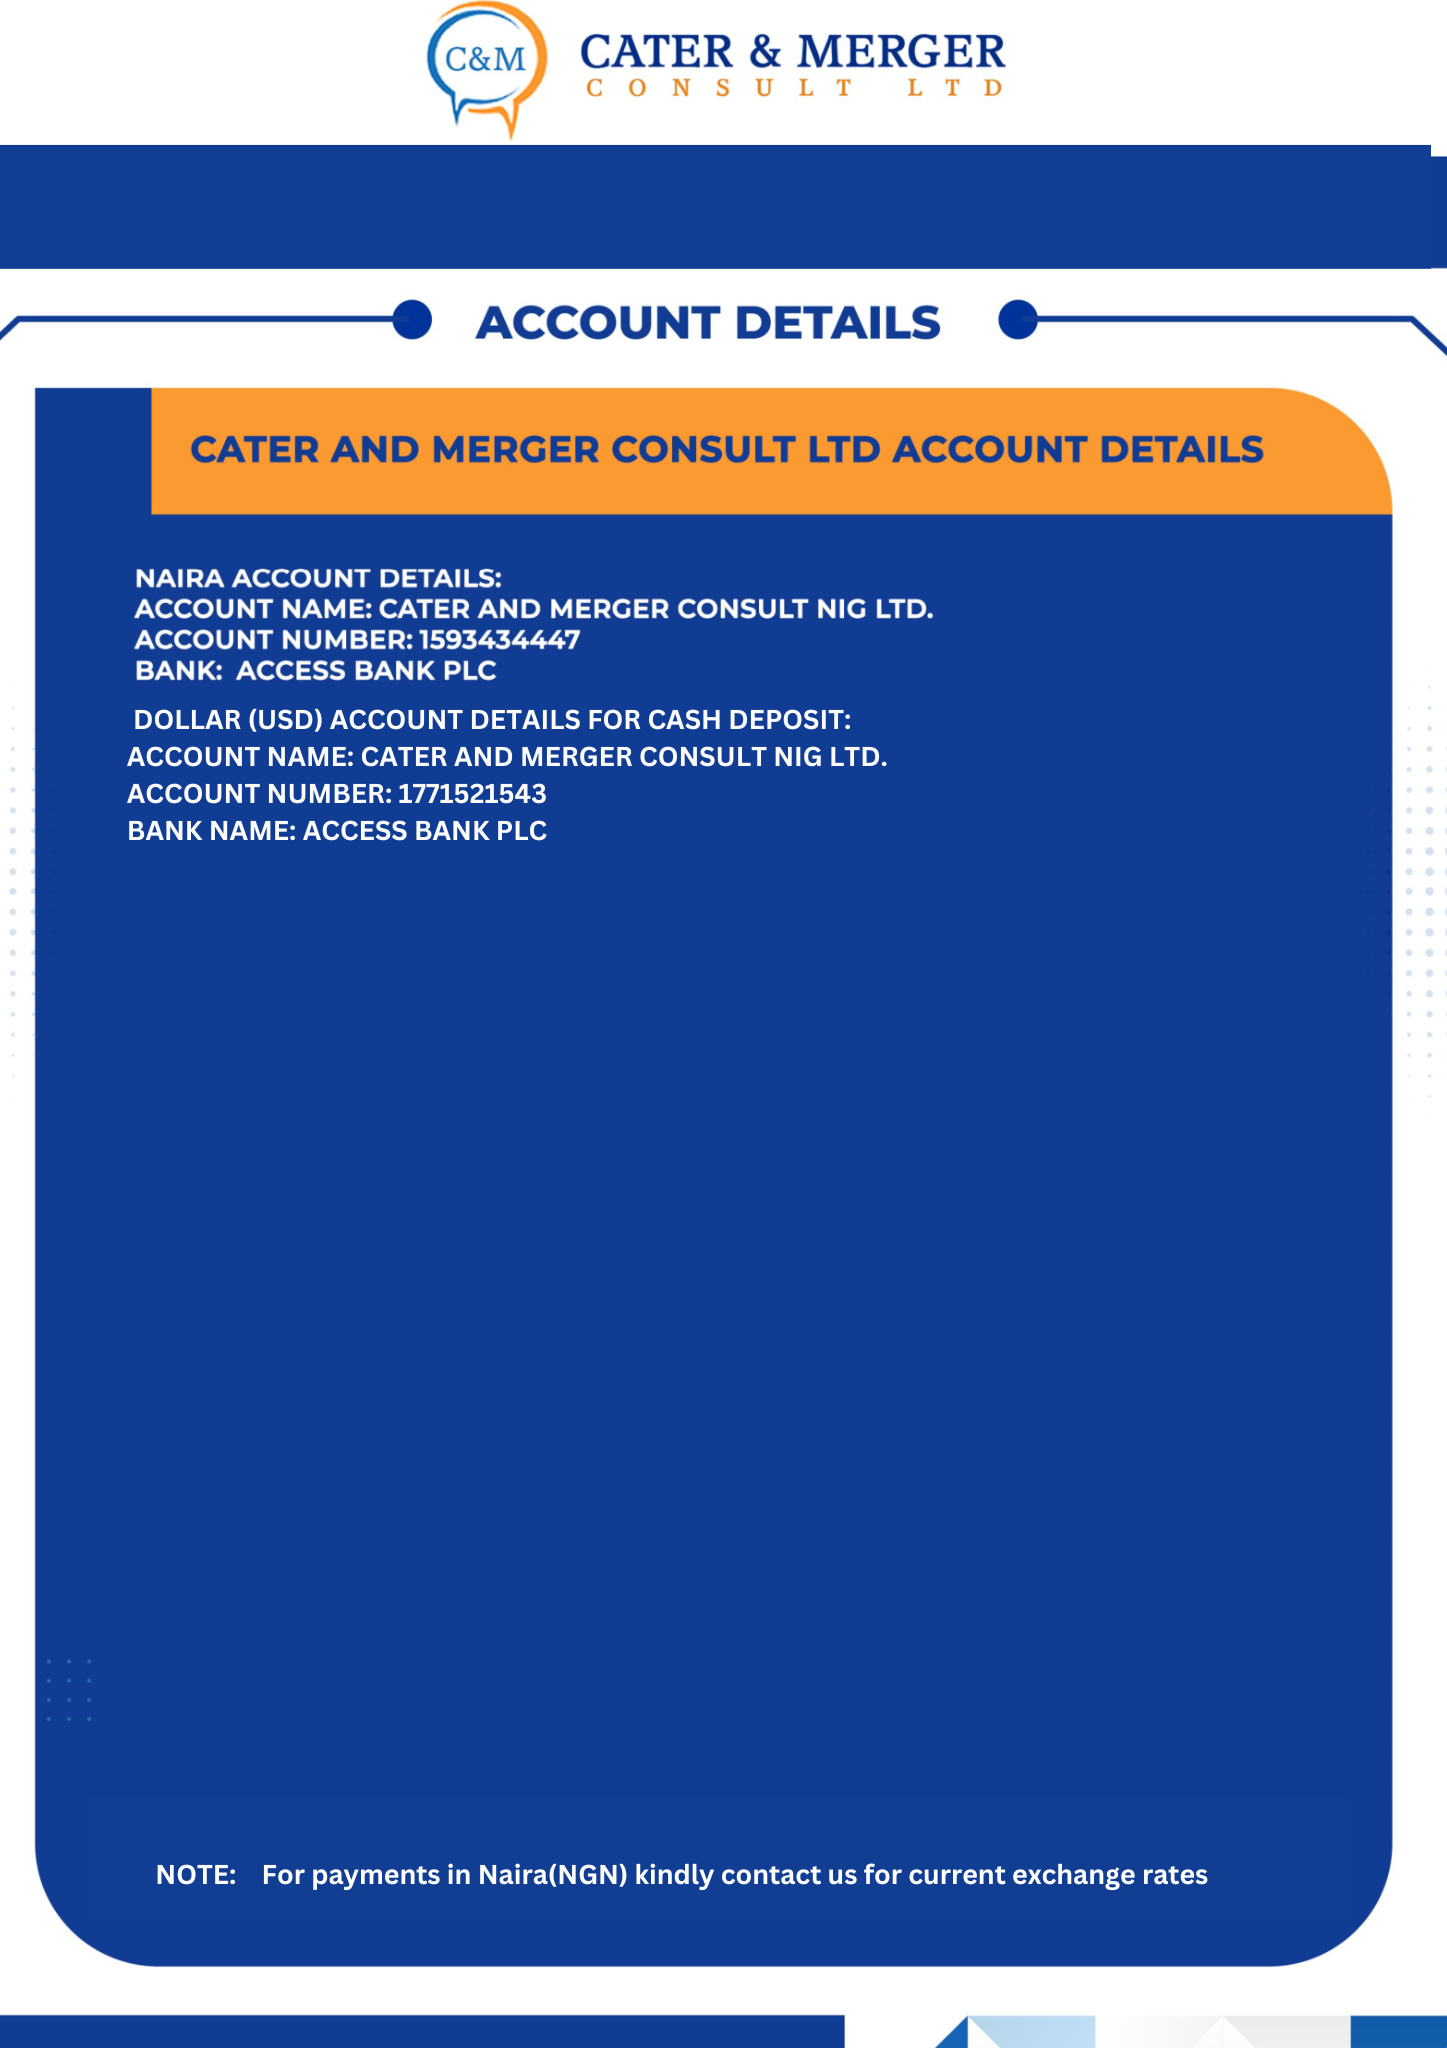 C&M
CATER & MERGER
CONSULT LTD
ACCOUNT DETAILS
CATER AND MERGER CONSULT LTD ACCOUNT DETAILS
NAIRA ACCOUNT DETAILS:
ACCOUNT NAME: CATER AND MERGER CONSULT NIG LTD.
ACCOUNT NUMBER: 1593434447
BANK: ACCESS BANK PLC
DOLLAR (USD) ACCOUNT DETAILS FOR CASH DEPOSIT:
ACCOUNT NAME: CATER AND MERGER CONSULT NIG LTD.
ACCOUNT NUMBER: 1771521543
BANK NAME: ACCESS BANK PLC
NOTE: For payments in Naira(NGN) kindly contact us for current exchange rates